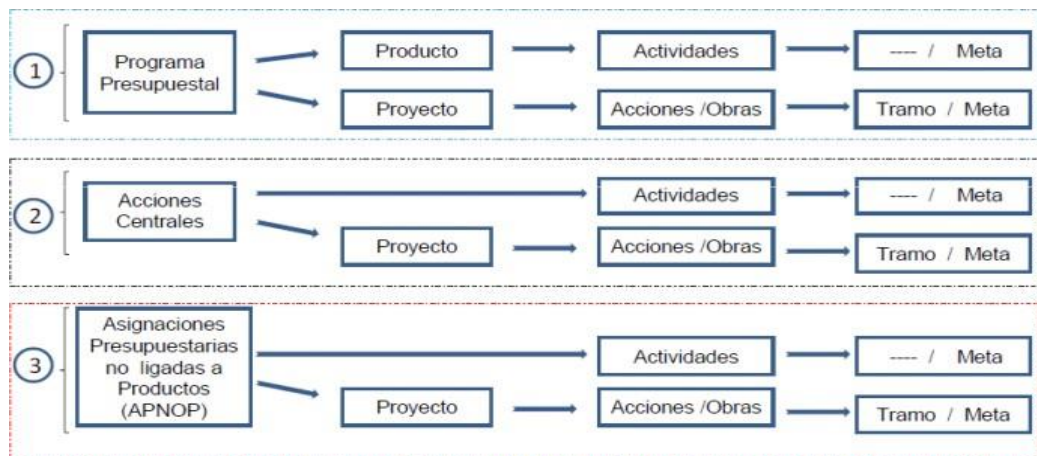 1
Programa
Presupuestal
Producto
Actividades
---- / Meta
Proyecto
Acciones /Obras
Tramo / Meta
2
Acciones
Centrales
Actividades
---- / Meta
Proyecto
Acciones /Obras
Tramo / Meta
3
Asignaciones
Presupuestarias
no ligadas a
Productos
(APNOP)
Actividades
---- / Meta
Proyecto
Acciones /Obras
Tramo / Meta